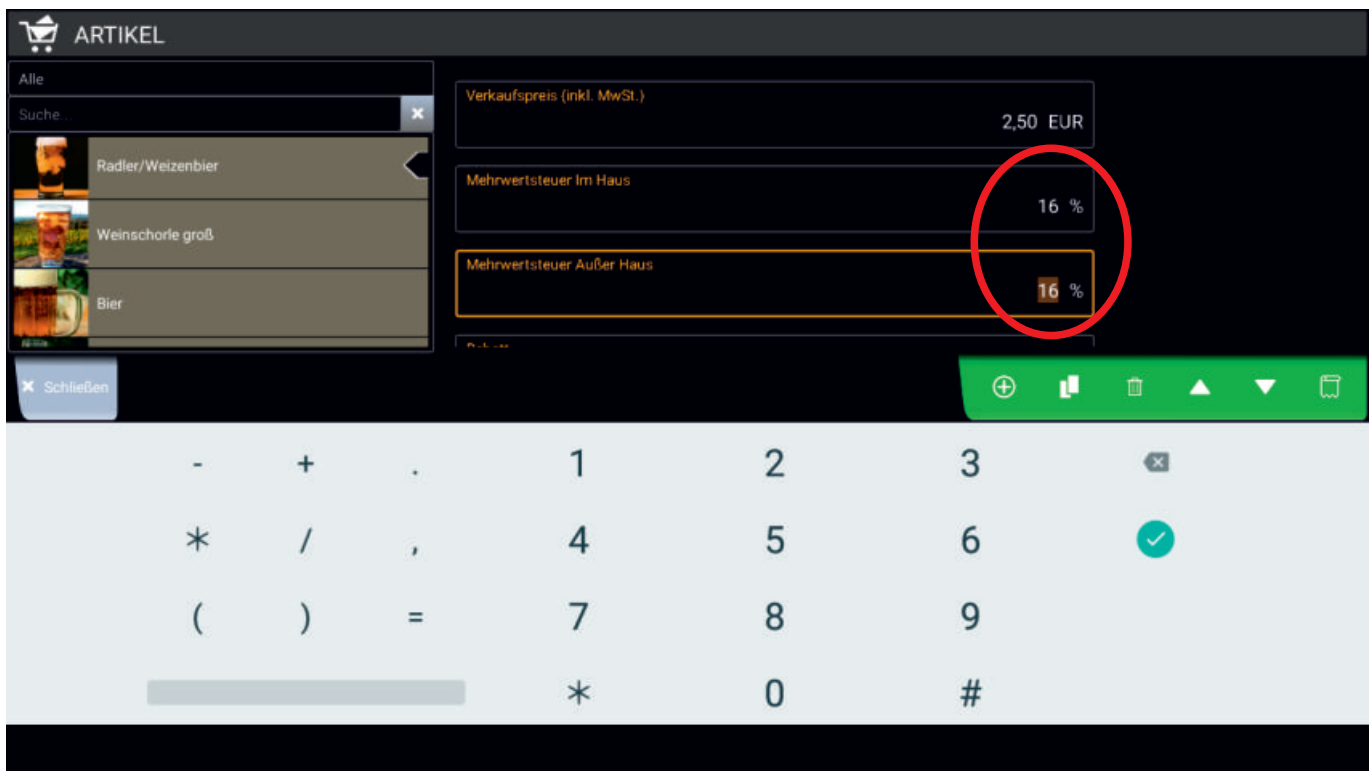 ARTIKEL
Alle
Suche...
Radler/Weizenbier
Weinschorle groß
Bier
Verkaufspreis (inkl. MwSt.)
2,50 EUR
Mehrwertsteuer Im Haus
16 %
Mehrwertsteuer Außer Haus
16 %
× Schließen
- + . 1 2 3
* / , 4 5 6
( ) = 7 8 9
* 0 #